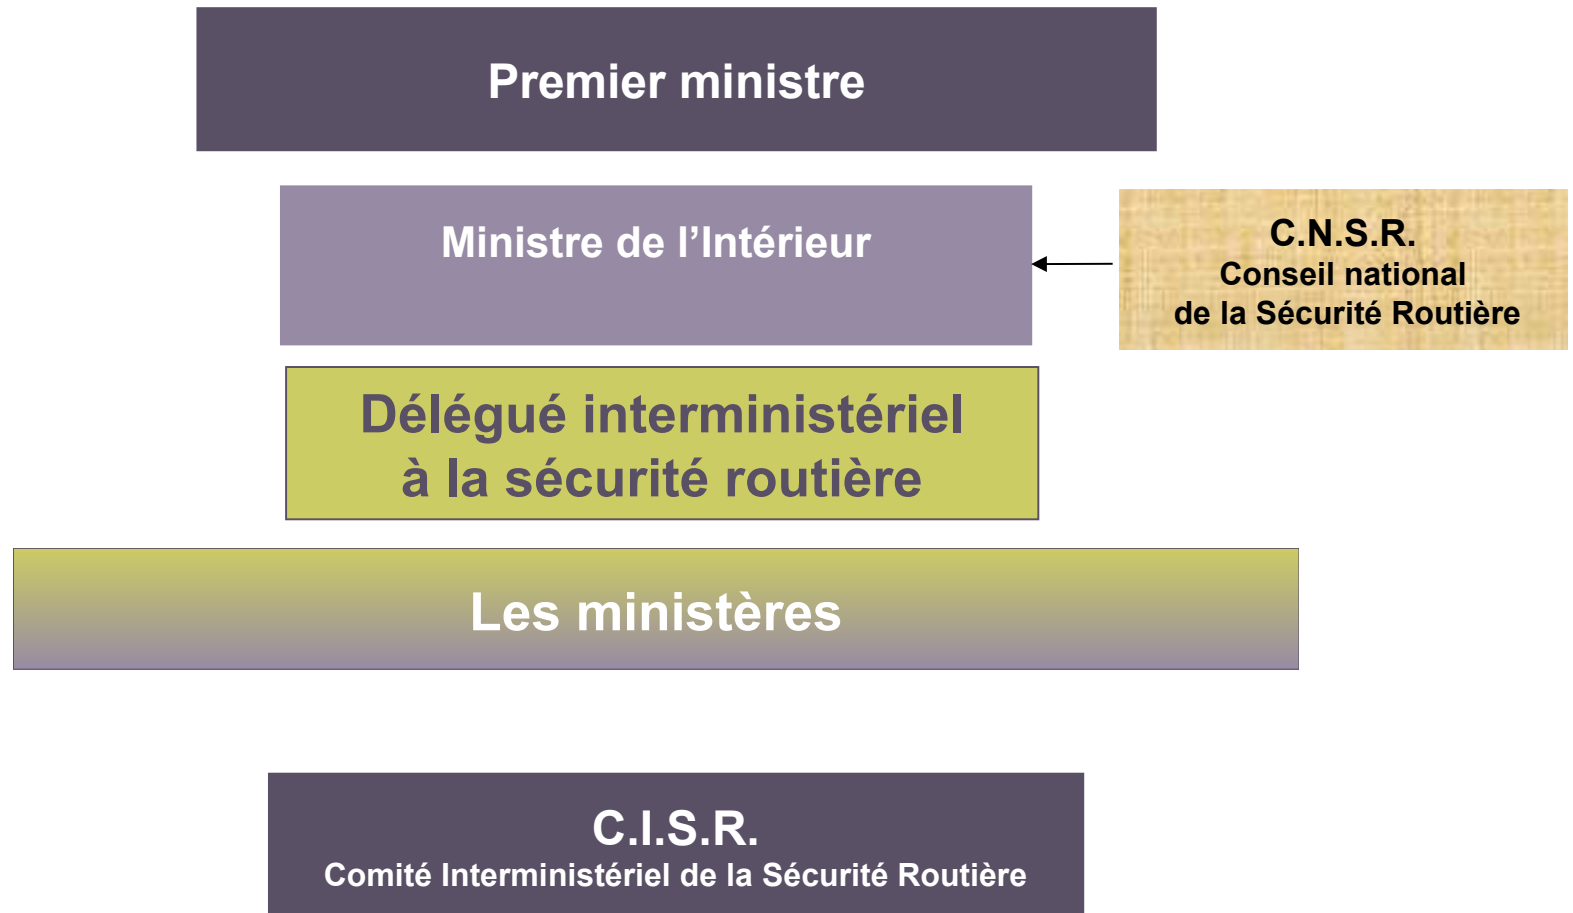 Premier ministre
Ministre de l’Intérieur
C.N.S.R.
Conseil national
de la Sécurité Routière
Délégué interministériel
à la sécurité routière
Les ministères
C.I.S.R.
Comité Interministériel de la Sécurité Routière